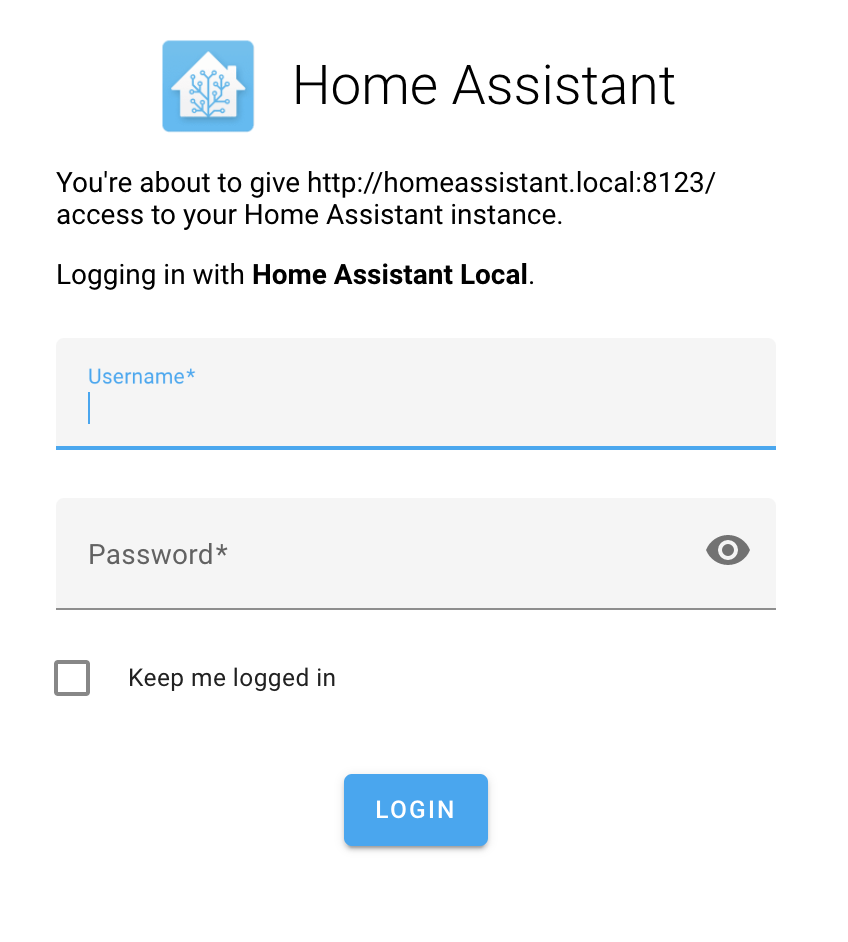 Home Assistant
You're about to give http://homeassistant.local:8123/
access to your Home Assistant instance.
Logging in with Home Assistant Local.
Username*
Password*
Keep me logged in
LOGIN